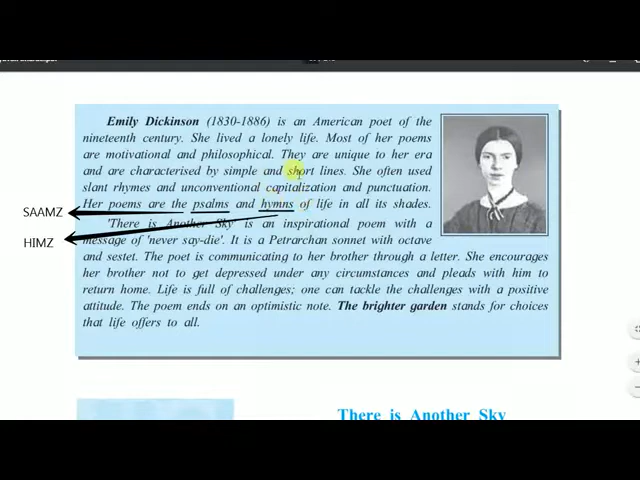 Emily Dickinson (1830-1886) is an American poet of the
nineteenth century. She lived a lonely life. Most of her poems
are motivational and philosophical. They are unique to her era
and are characterised by simple and short lines. She often used
slant rhymes and unconventional capitalization and punctuation.
Her poems are the psalms and hymns of life in all its shades.
SAAMZ
'There is Another Sky' is an inspirational poem with a
HIMZ
message of 'never say-die'. It is a Petrarchan sonnet with octave
and sestet. The poet is communicating to her brother through a letter. She encourages
her brother not to get depressed under any circumstances and pleads with him to
return home. Life is full of challenges; one can tackle the challenges with a positive
attitude. The poem ends on an optimistic note. The brighter garden stands for choices
that life offers to all.
There is Another Sky